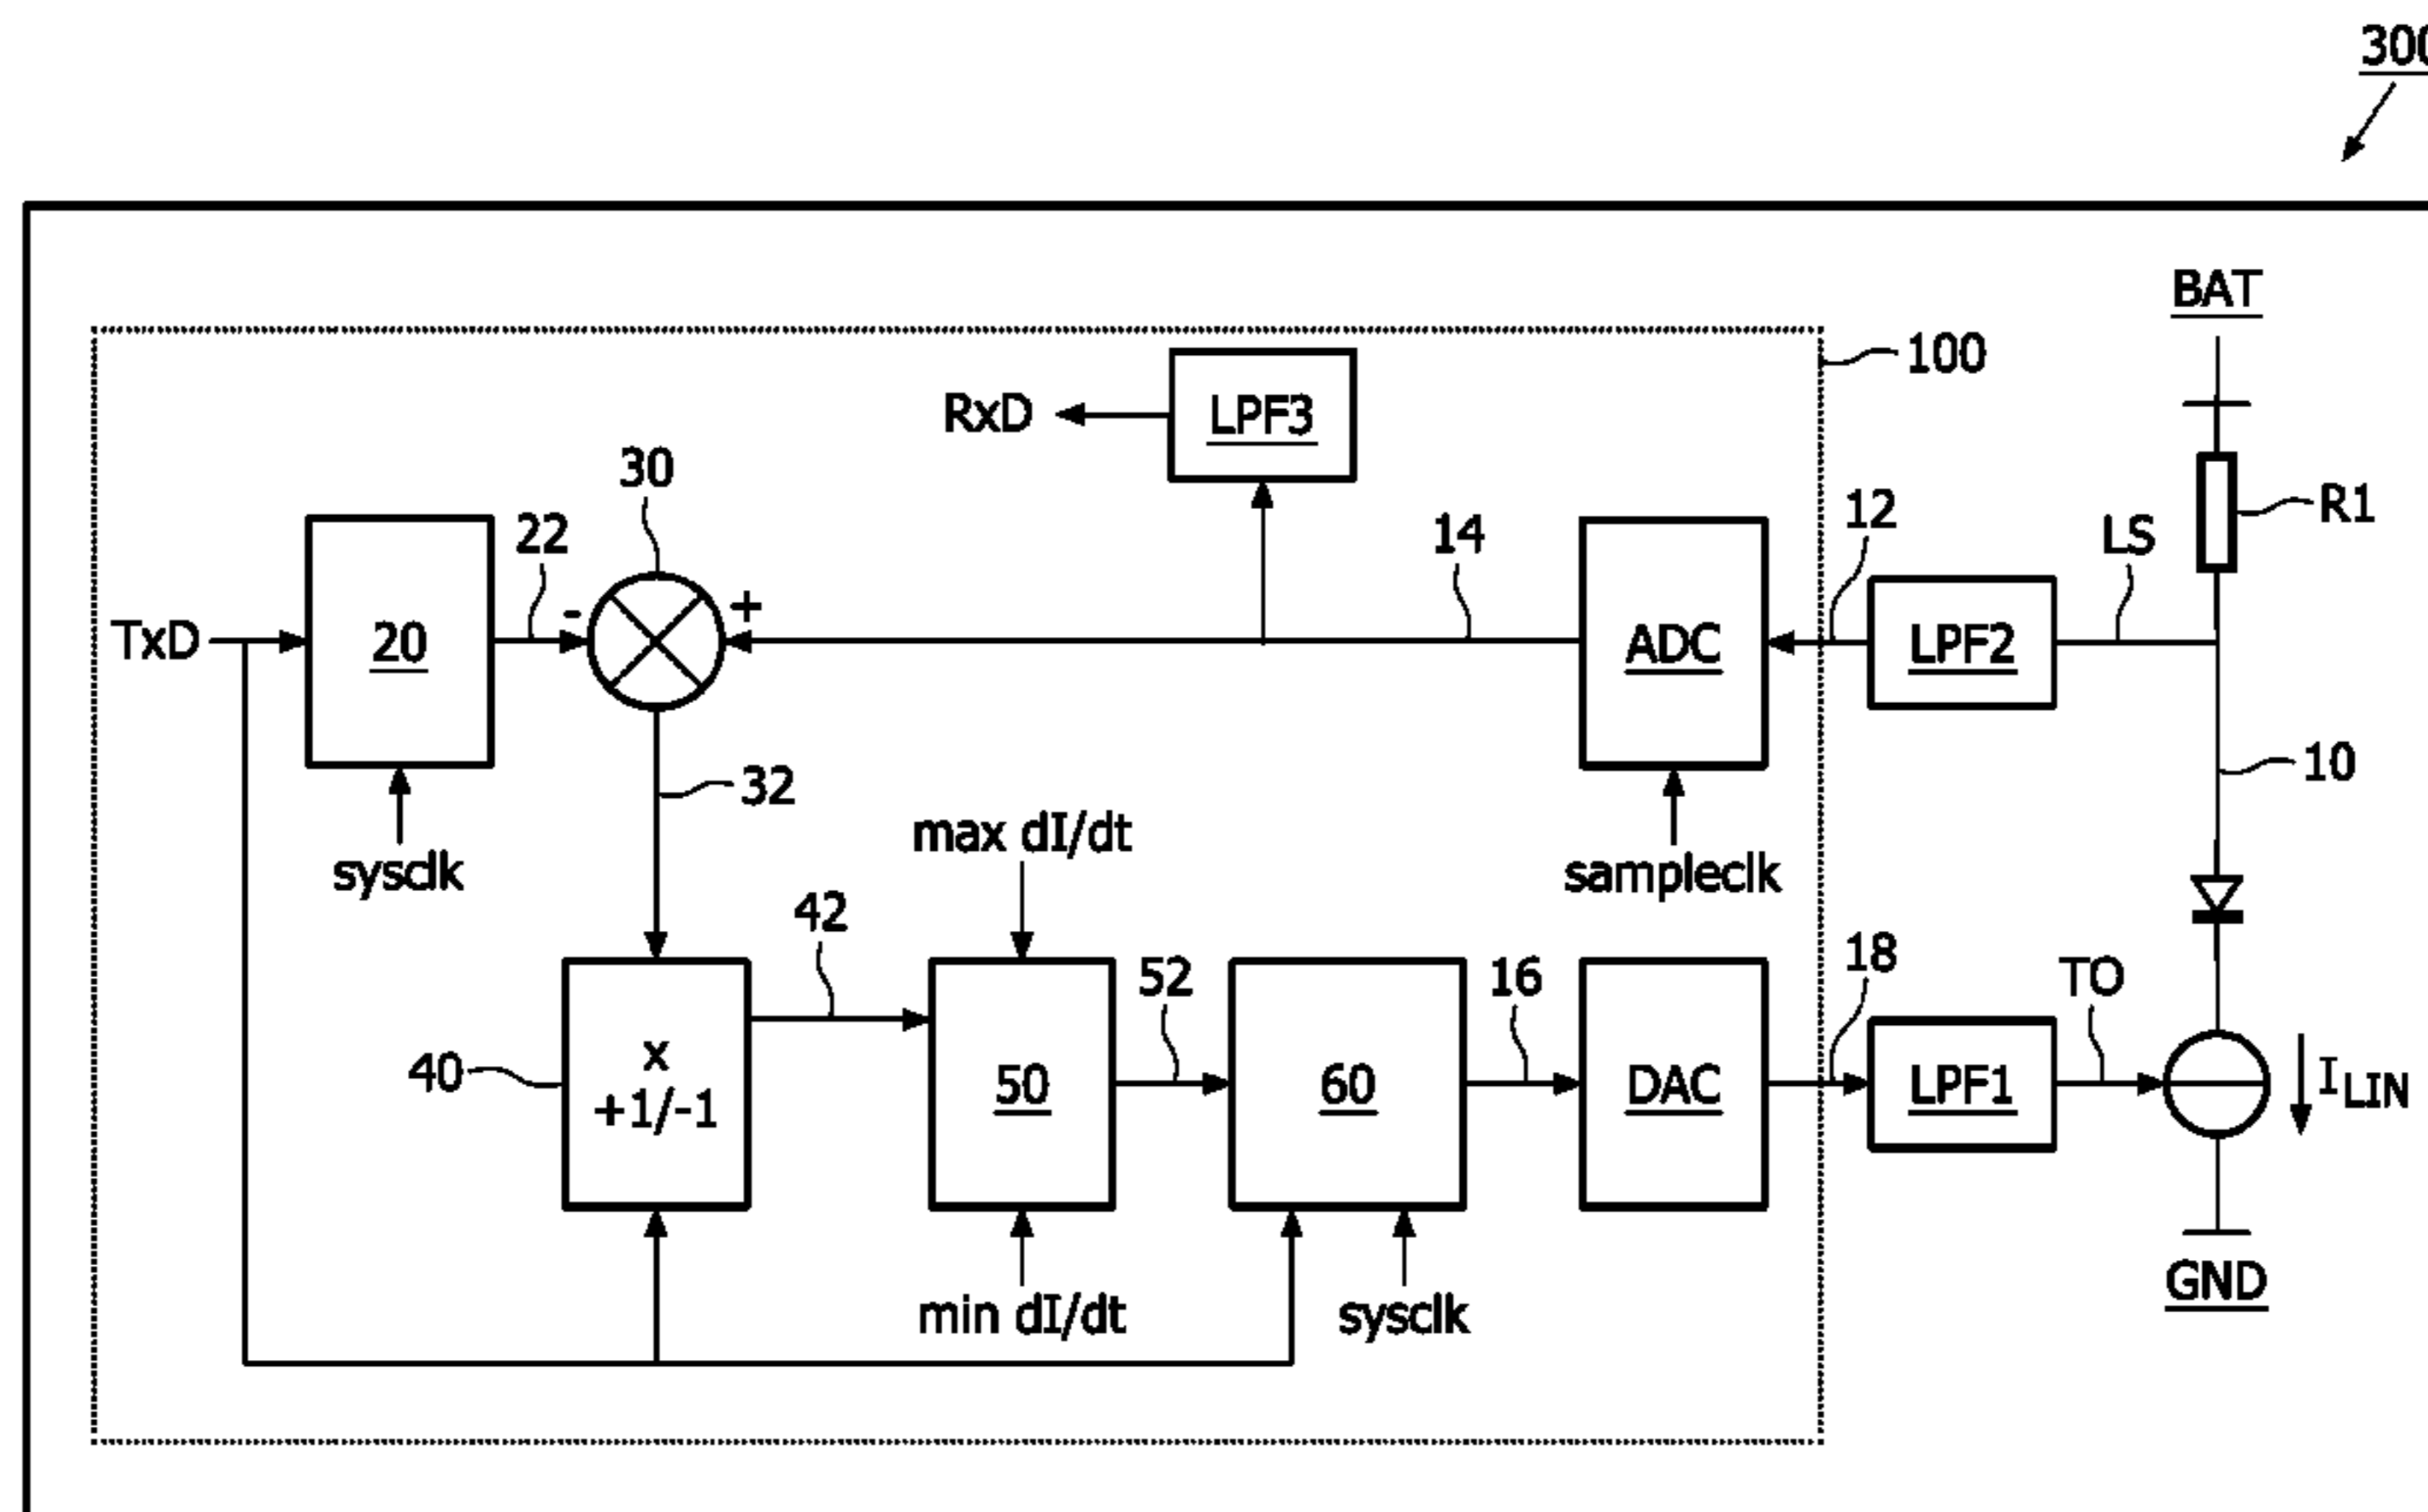 300
BAT
100
RxD
LPF3
30
R1
22
14
12
LS
TxD
20
-
+
ADC
LPF2
32
10
max dI/dt
sysclk
sampleclk
42
18
52
16
TO
40
x
+1/-1
50
60
DAC
LPF1
I LIN
min dI/dt
sysclk
GND